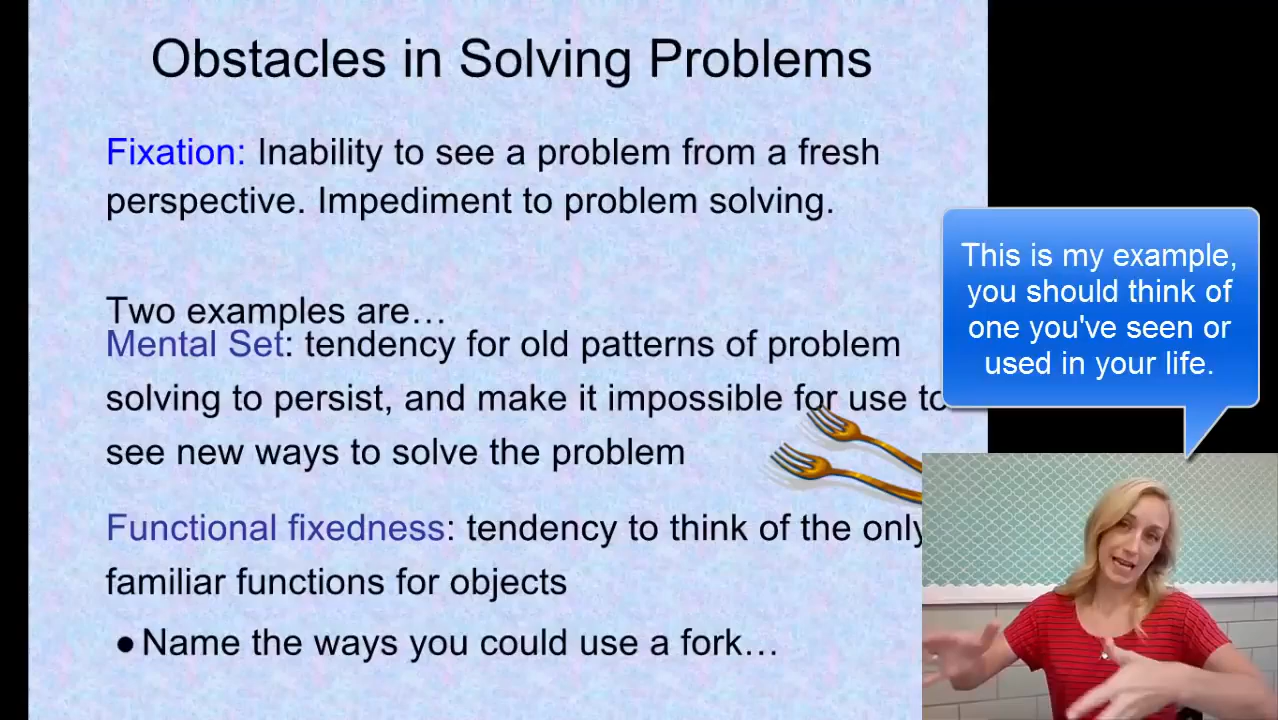 Obstacles in Solving Problems
Fixation: Inability to see a problem from a fresh
perspective. Impediment to problem solving.
Two examples are…
Mental Set: tendency for old patterns of problem
solving to persist, and make it impossible for use to
see new ways to solve the problem
Functional fixedness: tendency to think of the only
familiar functions for objects
●Name the ways you could use a fork…
This is my example,
you should think of
one you've seen or
used in your life.